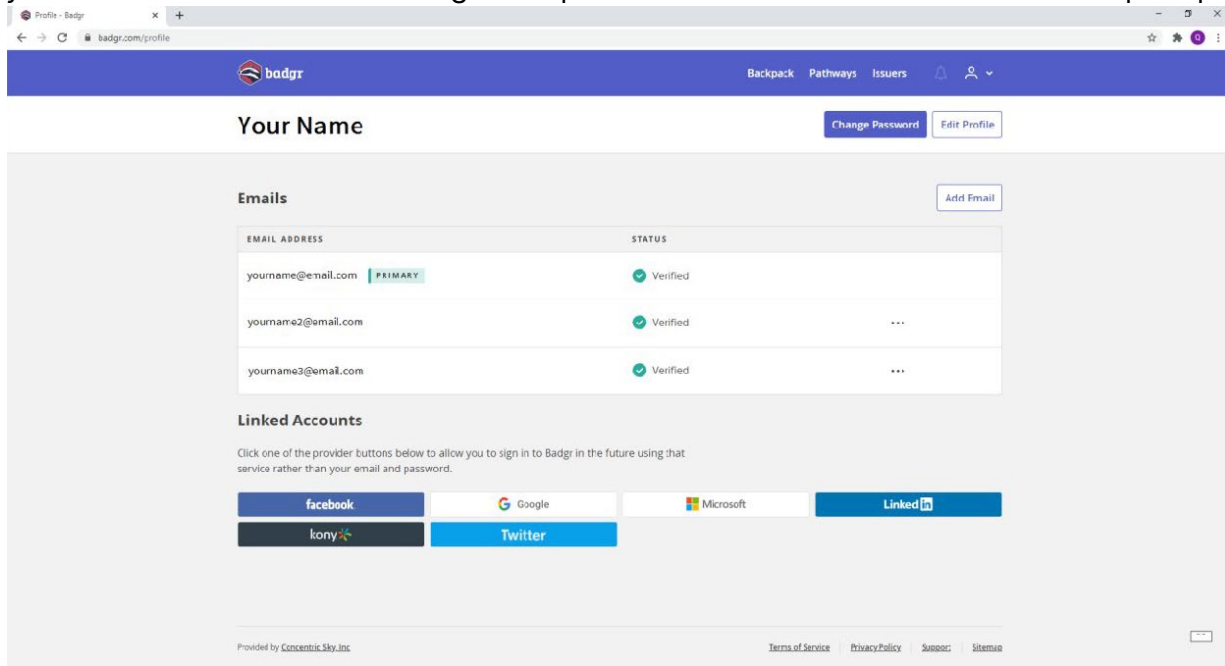 Profile - Badgr
badgr.com/profile
Q
badgr
Backpack Pathways Issuers
Your Name
Change Password Edit Profile
Emails
Add Email
EMAIL ADDRESS STATUS
yourname@email.com PRIMARY Verified
yourname2@email.com Verified ...
yourname3@email.com Verified ...
Linked Accounts
Click one of the provider buttons below to allow you to sign in to Badgr in the future using that
service rather than your email and password.
facebook Google Microsoft Linked in
kony Twitter
Provided by Concentric Sky, Inc Terms of Service Privacy Policy Support Sitemap